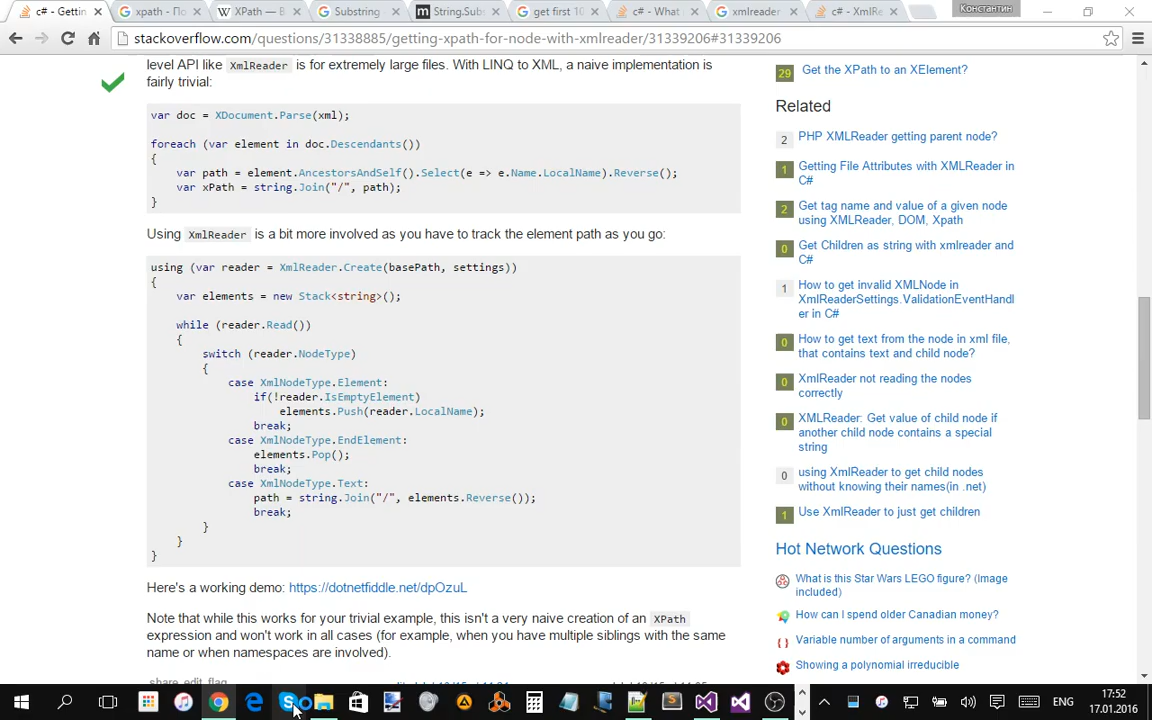 c# - Gettin
xpath - По
XPath — В
Substring
String.Sub
get first 10
c# - What
xmlreader
c# - XmlRe
Константин
stackoverflow.com/questions/31338885/getting-xpath-for-node-with-xmlreader/31339206#31339206
level API like XmlReader is for extremely large files. With LINQ to XML, a naive implementation is
fairly trivial:
var doc = XDocument.Parse(xml);
foreach (var element in doc.Descendants())
{
var path = element.AncestorsAndSelf().Select(e => e.Name.LocalName).Reverse();
var xPath = string.Join("/", path);
}
Using XmlReader is a bit more involved as you have to track the element path as you go:
using (var reader = XmlReader.Create(basePath, settings))
{
var elements = new Stack<string>();
while (reader.Read())
{
switch (reader.NodeType)
{
case XmlNodeType.Element:
if(!reader.IsEmptyElement)
elements.Push(reader.LocalName);
break;
case XmlNodeType.EndElement:
elements.Pop();
break;
case XmlNodeType.Text:
path = string.Join("/", elements.Reverse());
break;
}
}
}
Here's a working demo: https://dotnetfiddle.net/dpOzuL
Note that while this works for your trivial example, this isn't a very naive creation of an XPath
expression and won't work in all cases (for example, when you have multiple siblings with the same
name or when namespaces are involved).
share edit flag
29 Get the XPath to an XElement?
Related
2 PHP XMLReader getting parent node?
1 Getting File Attributes with XMLReader in
C#
2 Get tag name and value of a given node
using XMLReader, DOM, Xpath
0 Get Children as string with xmlreader and
C#
1 How to get invalid XMLNode in
XmlReaderSettings.ValidationEventHandl
er in C#
0 How to get text from the node in xml file,
that contains text and child node?
0 XmlReader not reading the nodes
correctly
0 XMLReader: Get value of child node if
another child node contains a special
string
0 using XmlReader to get child nodes
without knowing their names(in .net)
1 Use XmlReader to just get children
Hot Network Questions
What is this Star Wars LEGO figure? (Image
included)
How can I spend older Canadian money?
Variable number of arguments in a command
Showing a polynomial irreducible
ENG
17:52
17.01.2016